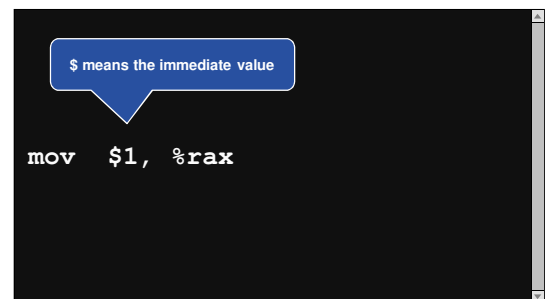 $ means the immediate value
mov $1, %rax